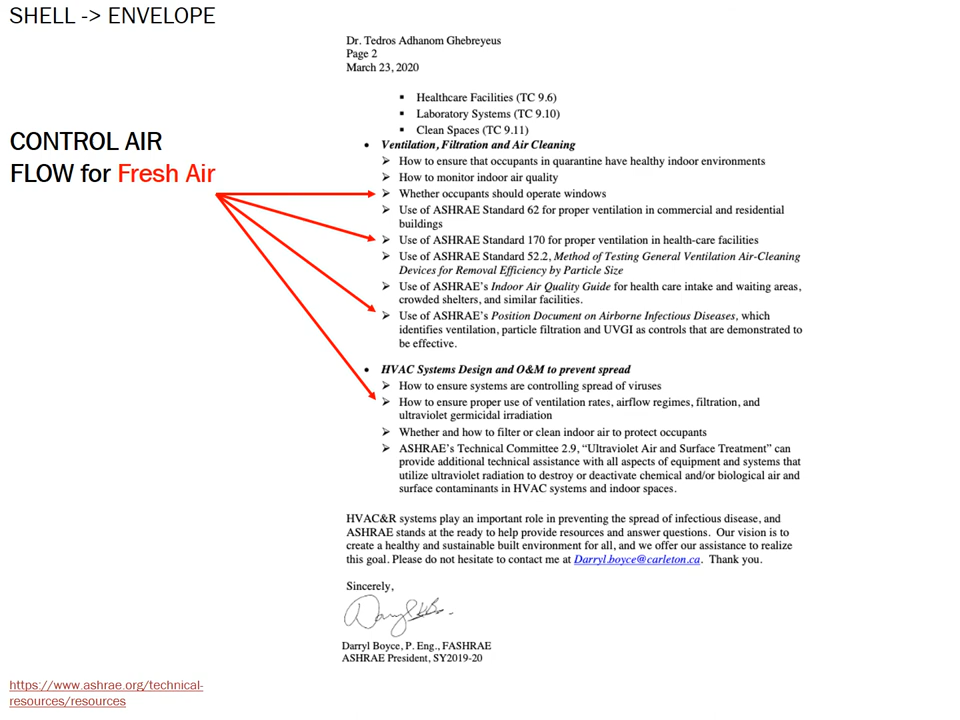 SHELL -> ENVELOPE
CONTROL AIR
FLOW for Fresh Air
Dr. Tedros Adhanom Ghebreyeus
Page 2
March 23, 2020
▪ Healthcare Facilities (TC 9.6)
▪ Laboratory Systems (TC 9.10)
▪ Clean Spaces (TC 9.11)
• Ventilation, Filtration and Air Cleaning
➢ How to ensure that occupants in quarantine have healthy indoor environments
➢ How to monitor indoor air quality
➢ Whether occupants should operate windows
➢ Use of ASHRAE Standard 62 for proper ventilation in commercial and residential
buildings
➢ Use of ASHRAE Standard 170 for proper ventilation in health-care facilities
➢ Use of ASHRAE Standard 52.2, Method of Testing General Ventilation Air-Cleaning
Devices for Removal Efficiency by Particle Size
➢ Use of ASHRAE's Indoor Air Quality Guide for health care intake and waiting areas,
crowded shelters, and similar facilities.
➢ Use of ASHRAE's Position Document on Airborne Infectious Diseases, which
identifies ventilation, particle filtration and UVGI as controls that are demonstrated to
be effective.
• HVAC Systems Design and O&M to prevent spread
➢ How to ensure systems are controlling spread of viruses
➢ How to ensure proper use of ventilation rates, airflow regimes, filtration, and
ultraviolet germicidal irradiation
➢ Whether and how to filter or clean indoor air to protect occupants
➢ ASHRAE's Technical Committee 2.9, "Ultraviolet Air and Surface Treatment" can
provide additional technical assistance with all aspects of equipment and systems that
utilize ultraviolet radiation to destroy or deactivate chemical and/or biological air and
surface contaminants in HVAC systems and indoor spaces.
HVAC&R systems play an important role in preventing the spread of infectious disease, and
ASHRAE stands at the ready to help provide resources and answer questions. Our vision is to
create a healthy and sustainable built environment for all, and we offer our assistance to realize
this goal. Please do not hesitate to contact me at Darryl.boyce@carleton.ca. Thank you.
Sincerely,
Darryl Boyce, P. Eng., FASHRAE
ASHRAE President, SY2019-20
https://www.ashrae.org/technical-
resources/resources